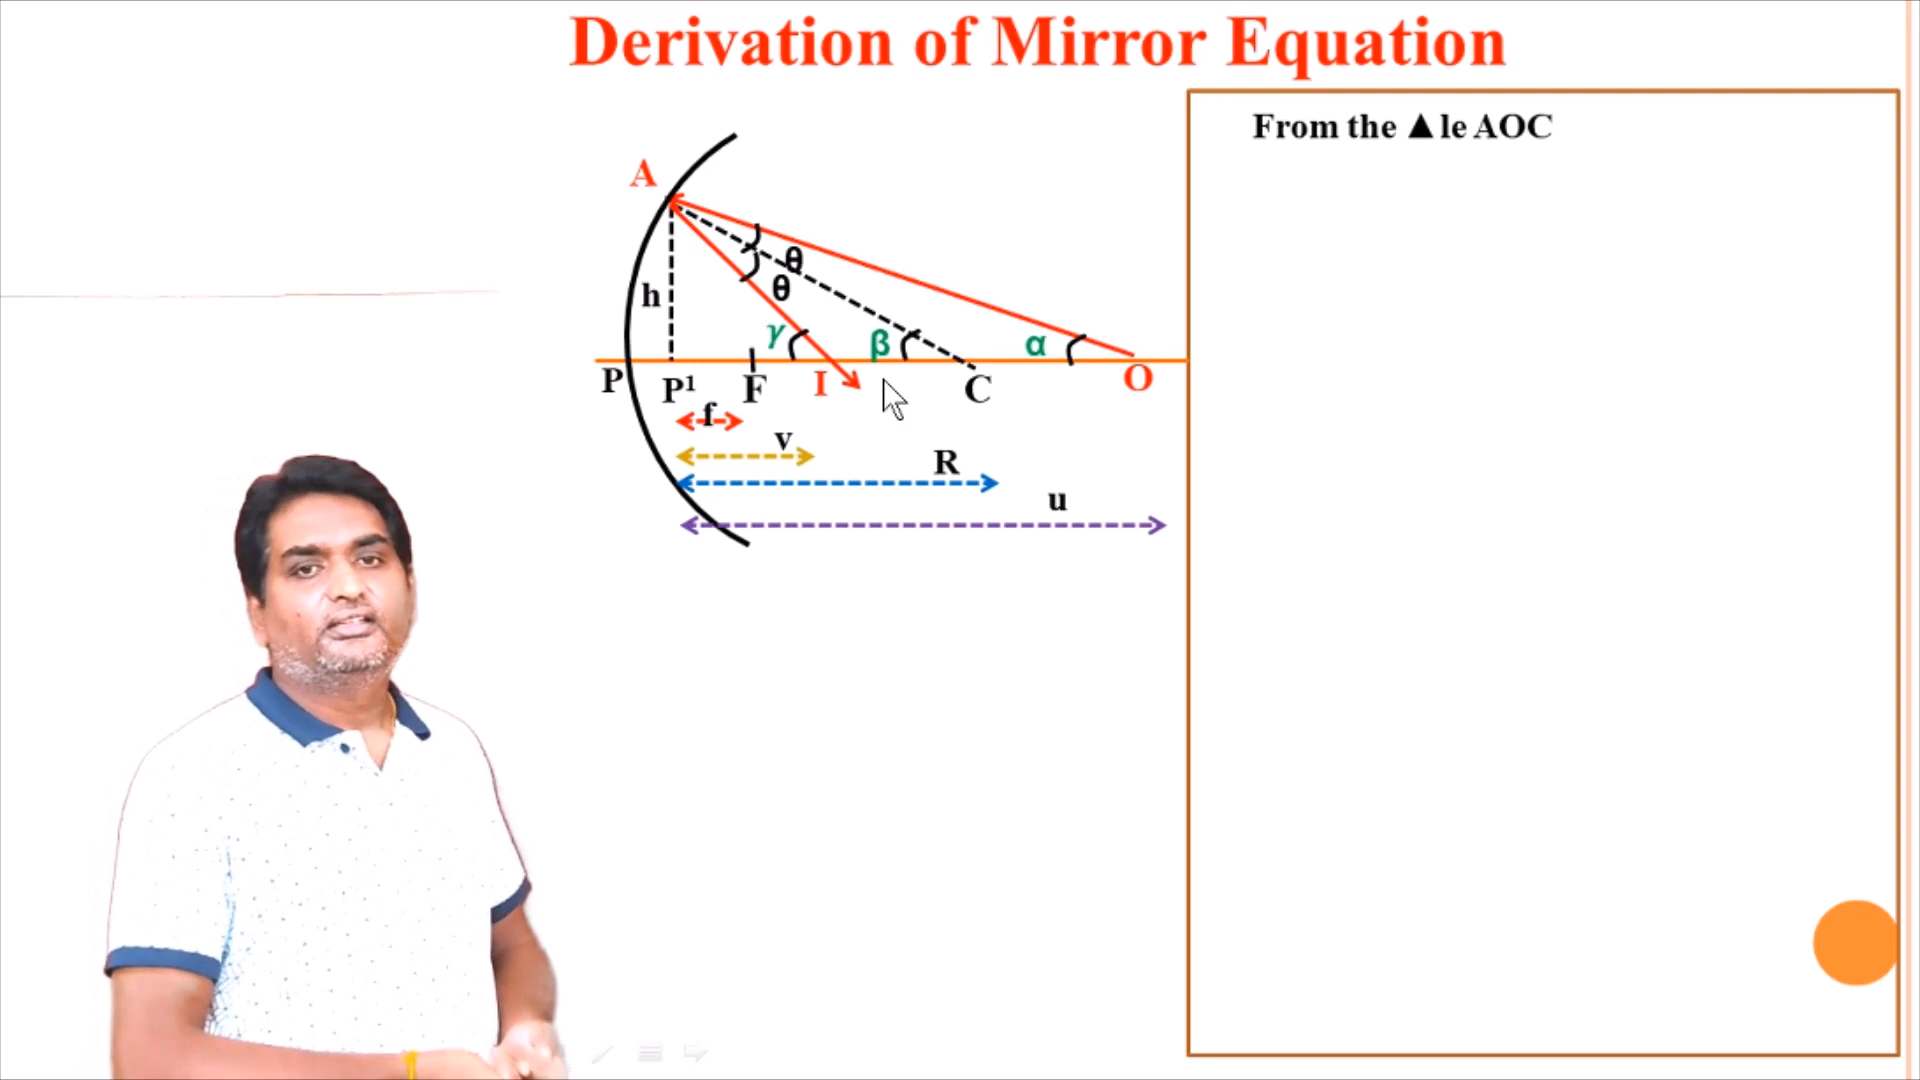 Derivation of Mirror Equation
From the ▲le AOC
A
θ
θ
h
γ
β
α
P
P¹
F
I
C
O
f
v
R
u